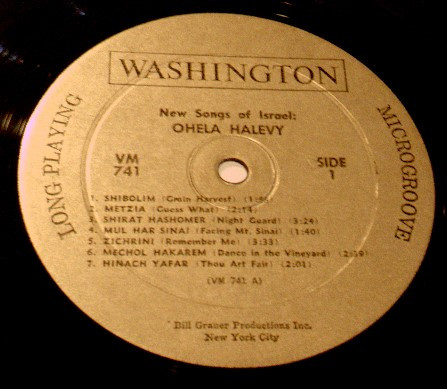 WASHINGTON
New Songs of Israel:
OHELA HALEVY
LONG PLAYING
MICROGROOVE
VM
741
SIDE
1
1. SHIBOLIM (Grain Harvest)
2. METZIA (Guess What) (2:14)
3. SHIRAT HASHOMER (Night Guard) (3:24)
4. MUL HAR SINAI (Facing Mt. Sinai) (1:40)
5. ZICHRINI (Remember Me) (3:33)
6. MECHOL HAKAREM (Dance in the Vineyard)
7. HINACH YAFAR (Thou Art Fair) (2:01)
(VM 741 A)
Bill Grauer Productions Inc.
New York City